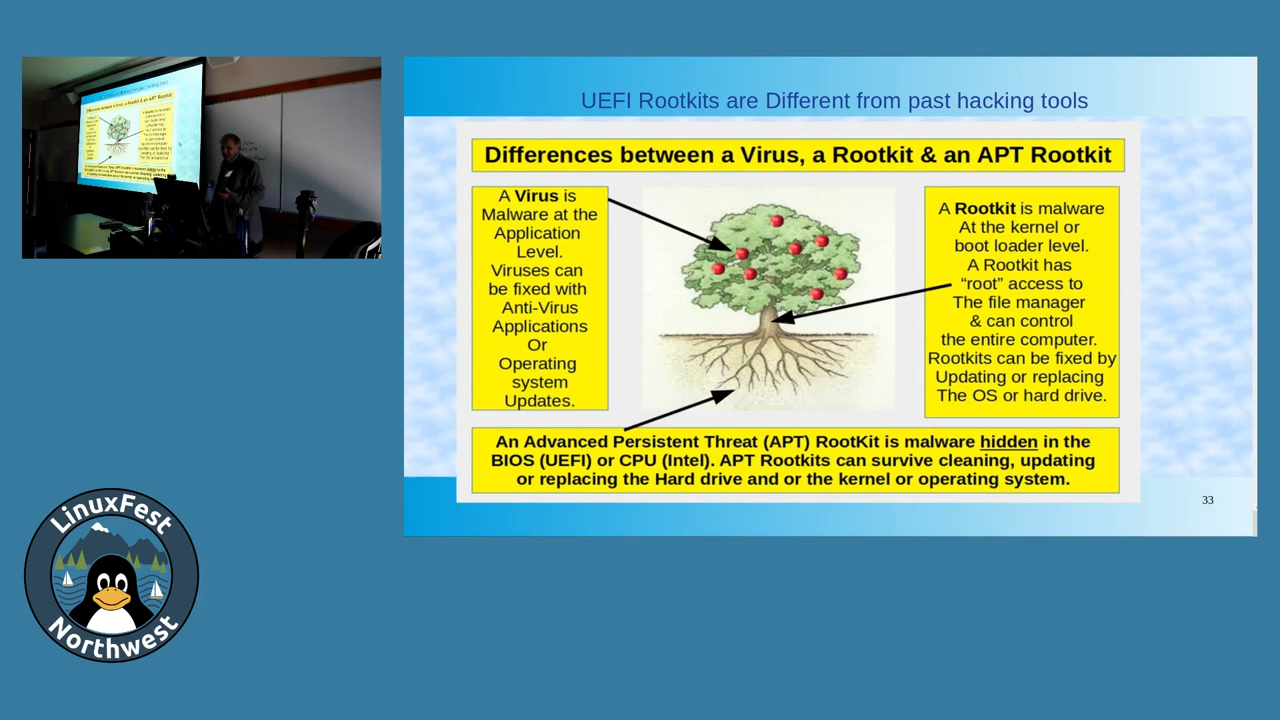 UEFI Rootkits are Different from past hacking tools
Differences between a Virus, a Rootkit & an APT Rootkit
A Virus is
Malware at the
Application
Level.
Viruses can
be fixed with
Anti-Virus
Applications
Or
Operating
system
Updates.
A Rootkit is malware
At the kernel or
boot loader level.
A Rootkit has
“root” access to
The file manager
& can control
the entire computer.
Rootkits can be fixed by
Updating or replacing
The OS or hard drive.
An Advanced Persistent Threat (APT) RootKit is malware hidden in the
BIOS (UEFI) or CPU (Intel). APT Rootkits can survive cleaning, updating
or replacing the Hard drive and or the kernel or operating system.
33
LinuxFest
Northwest